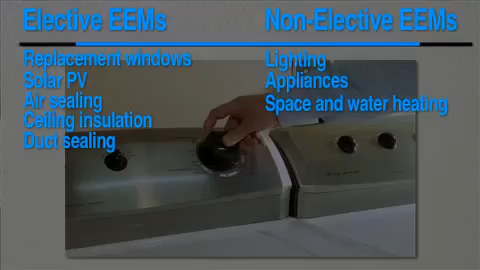 Elective EEMs
Replacement windows
Solar PV
Air sealing
Ceiling insulation
Duct sealing
Non-Elective EEMs
Lighting
Appliances
Space and water heating